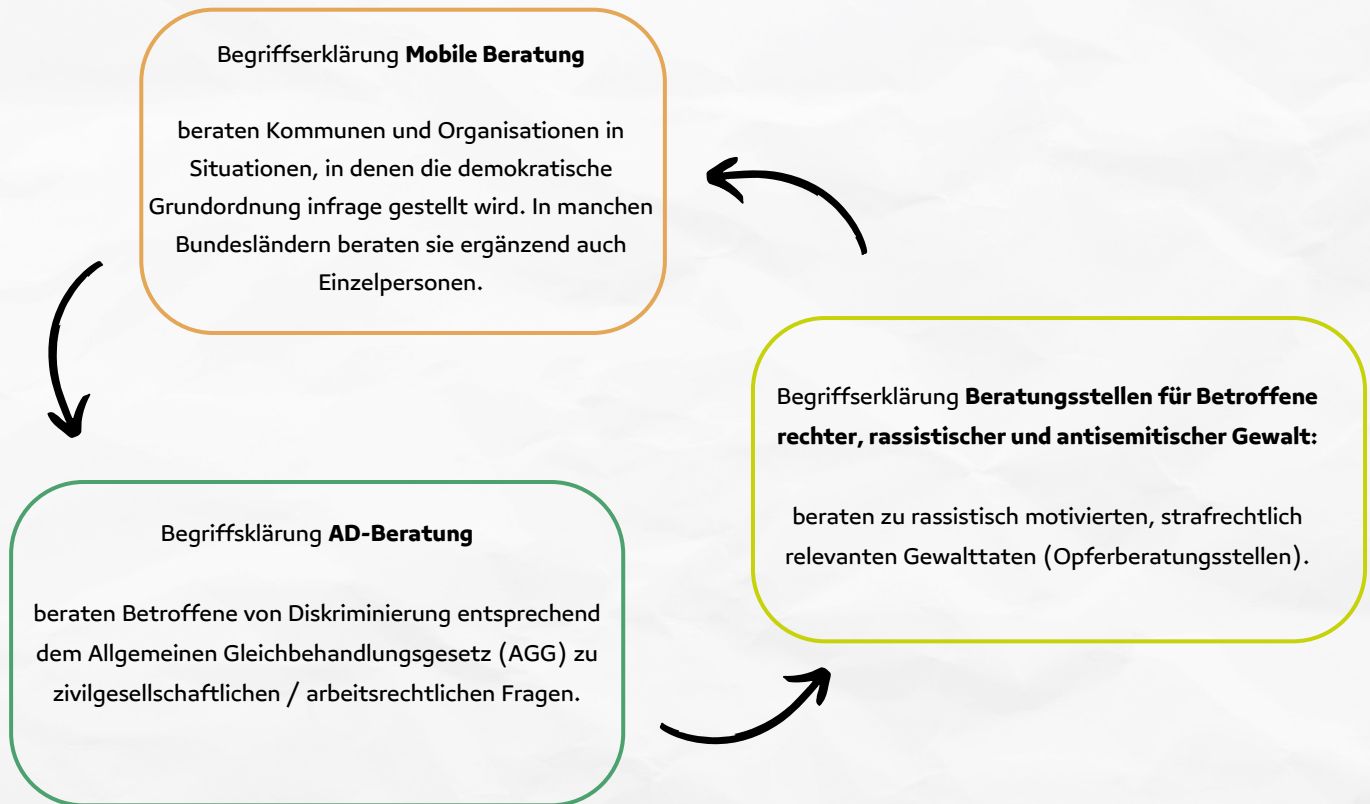 Begriffserklärung Mobile Beratung
beraten Kommunen und Organisationen in
Situationen, in denen die demokratische
Grundordnung infrage gestellt wird. In manchen
Bundesländern beraten sie ergänzend auch
Einzelpersonen.
Begriffserklärung Beratungsstellen für Betroffene
rechter, rassistischer und antisemitischer Gewalt:
beraten zu rassistisch motivierten, strafrechtlich
relevanten Gewalttaten (Opferberatungsstellen).
Begriffsklärung AD-Beratung
beraten Betroffene von Diskriminierung entsprechend
dem Allgemeinen Gleichbehandlungsgesetz (AGG) zu
zivilgesellschaftlichen / arbeitsrechtlichen Fragen.